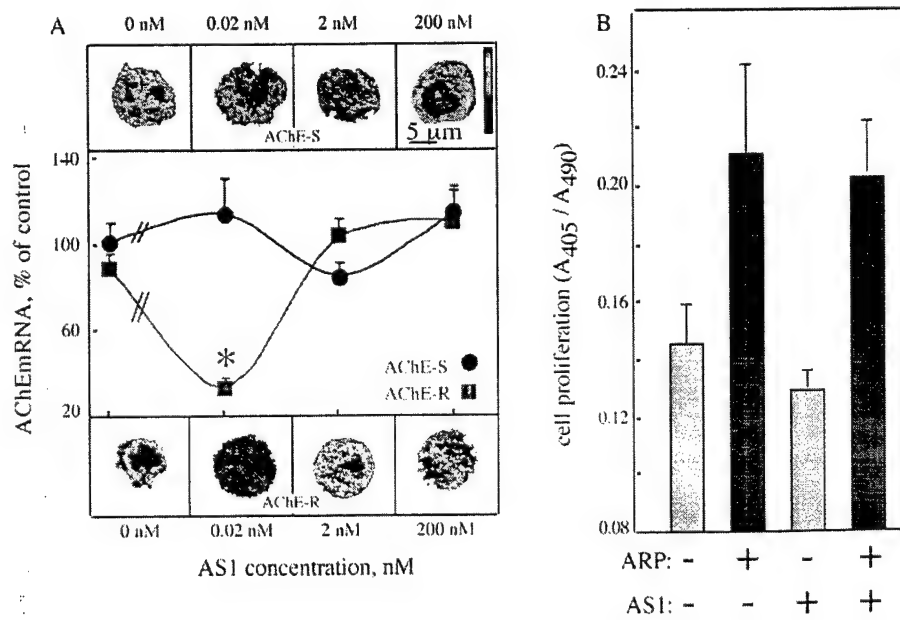 A
0 nM 0.02 nM 2 nM 200 nM
AChE-S
5 µm
AChEmRNA, % of control
140
100
60
20
*
AChE-S
AChE-R
AChE-R
0 nM 0.02 nM 2 nM 200 nM
AS1 concentration, nM
B
cell proliferation (A405 / A490)
0.24
0.20
0.16
0.12
0.08
ARP: - + - +
AS1: - - + +